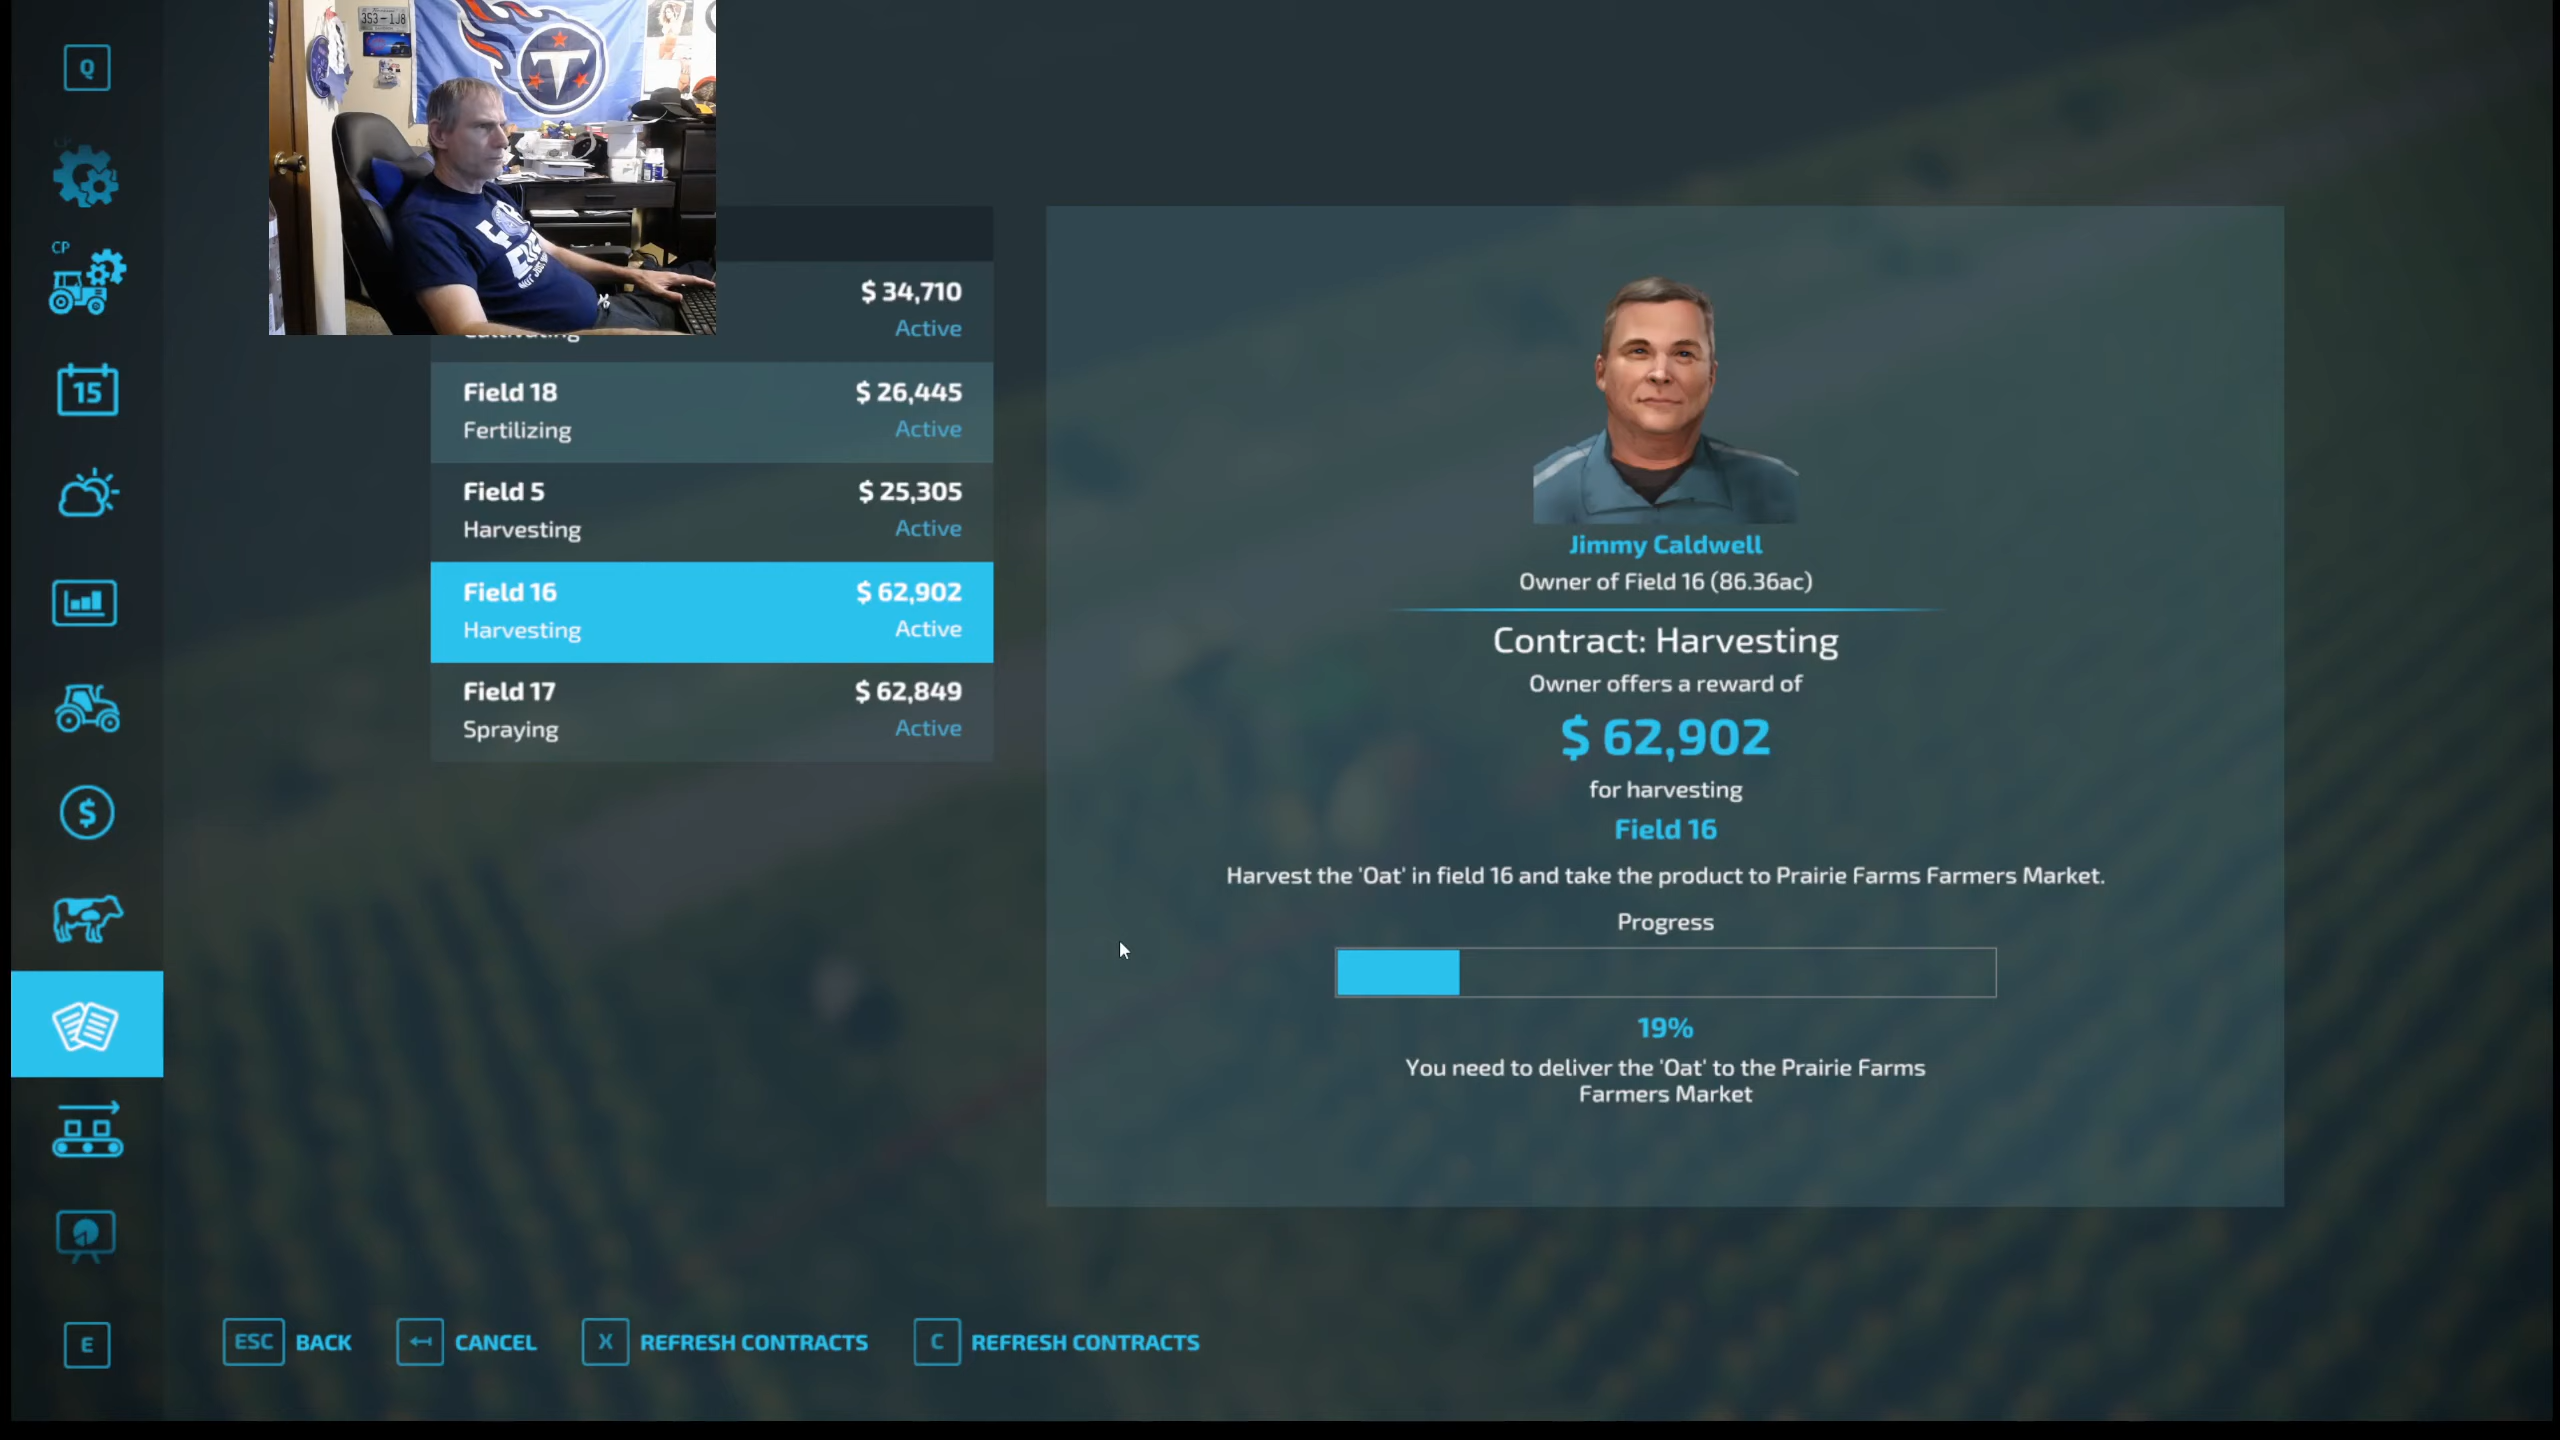 Q
353-1J8
T
CP
CP
15
$
E
$ 34,710
Active
Cultivating
Field 18
$ 26,445
Fertilizing
Active
Field 5
$ 25,305
Harvesting
Active
Field 16
$ 62,902
Harvesting
Active
Field 17
$ 62,849
Spraying
Active
Jimmy Caldwell
Owner of Field 16 (86.36ac)
Contract: Harvesting
Owner offers a reward of
$ 62,902
for harvesting
Field 16
Harvest the 'Oat' in field 16 and take the product to Prairie Farms Farmers Market.
Progress
19%
You need to deliver the 'Oat' to the Prairie Farms
Farmers Market
ESC BACK
CANCEL
X REFRESH CONTRACTS
C REFRESH CONTRACTS